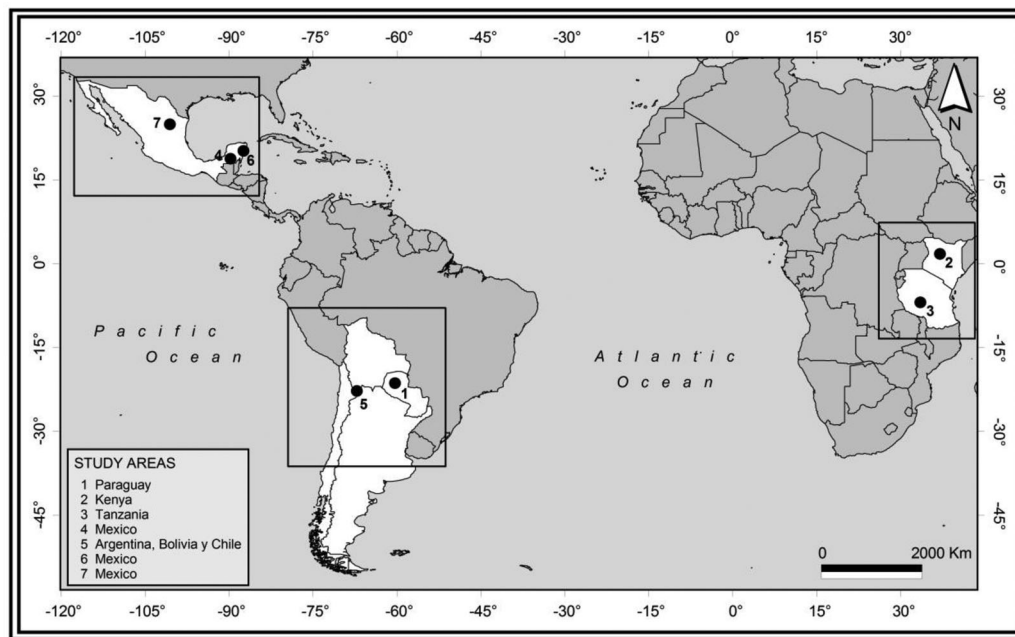 -120° -105° -90° -75° -60° -45° -30° -15° 0° 15° 30°
30° 30°
N
7
4 6
15° 15°
2
0° 0°
3
Pacific
Ocean
-15° -15°
Atlantic
Ocean
5 1
-30° -30°
STUDY AREAS
1 Paraguay
2 Kenya
3 Tanzania
4 Mexico
5 Argentina, Bolivia y Chile
6 Mexico
7 Mexico
-45° -45°
0 2000 Km
-120° -105° -90° -75° -60° -45° -30° -15° 0° 15° 30°